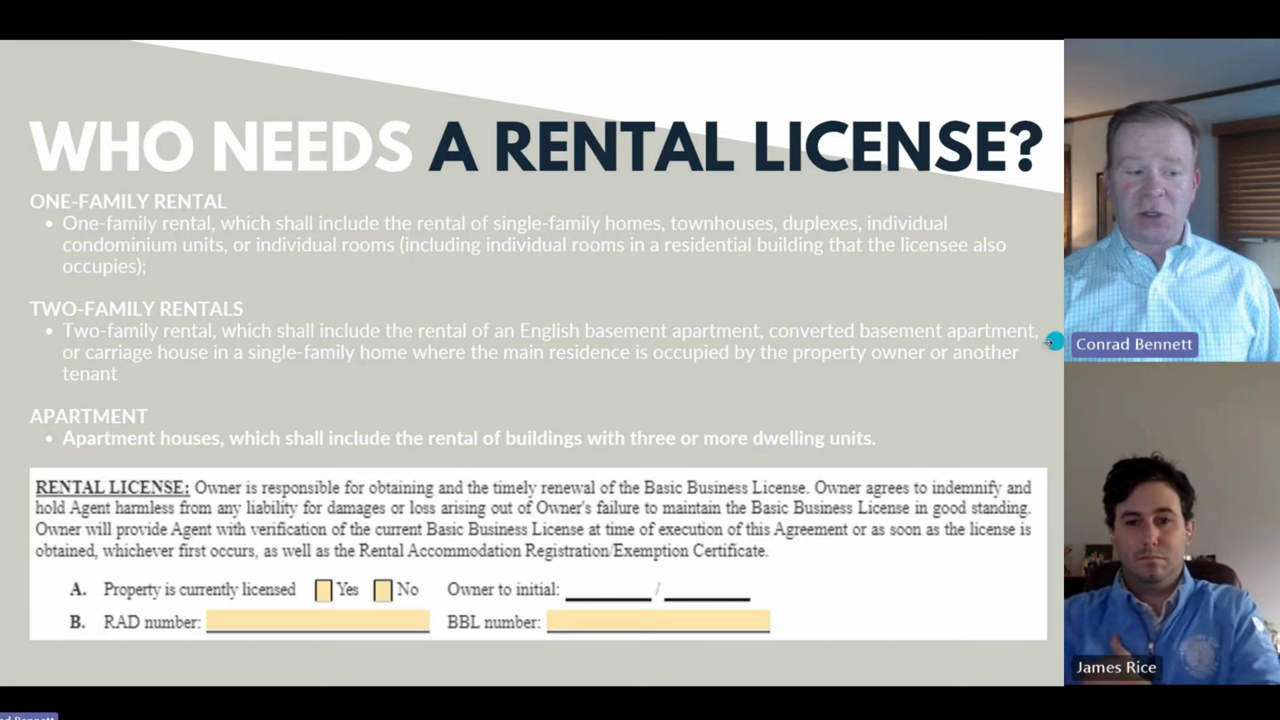 WHO NEEDS A RENTAL LICENSE?
ONE-FAMILY RENTAL
• One-family rental, which shall include the rental of single-family homes, townhouses, duplexes, individual
condominium units, or individual rooms (including individual rooms in a residential building that the licensee also
occupies);
TWO-FAMILY RENTALS
• Two-family rental, which shall include the rental of an English basement apartment, converted basement apartment,
or carriage house in a single-family home where the main residence is occupied by the property owner or another
tenant
APARTMENT
• Apartment houses, which shall include the rental of buildings with three or more dwelling units.
RENTAL LICENSE: Owner is responsible for obtaining and the timely renewal of the Basic Business License. Owner agrees to indemnify and
hold Agent harmless from any liability for damages or loss arising out of Owner's failure to maintain the Basic Business License in good standing.
Owner will provide Agent with verification of the current Basic Business License at time of execution of this Agreement or as soon as the license is
obtained, whichever first occurs, as well as the Rental Accommodation Registration/Exemption Certificate.
A. Property is currently licensed Yes No Owner to initial: /
B. RAD number: BBL number:
Conrad Bennett
James Rice